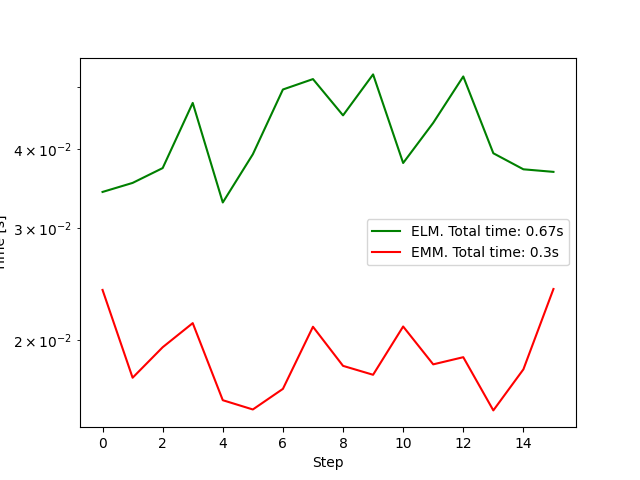 4 × 10⁻²
3 × 10⁻²
2 × 10⁻²
Time [s]
ELM. Total time: 0.67s
EMM. Total time: 0.3s
0 2 4 6 8 10 12 14
Step